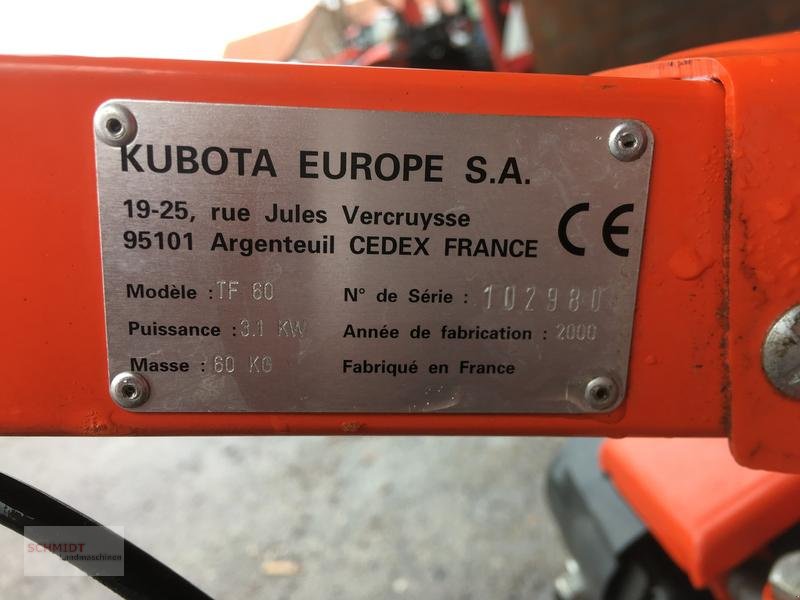 KUBOTA EUROPE S.A.
19-25, rue Jules Vercruysse
95101 Argenteuil CEDEX FRANCE
CE
Modèle : TF 60
N° de Série : 102980
Puissance : 3.1 KW
Année de fabrication : 2000
Masse : 60 KG
Fabriqué en France
SCHMIDT
Landmaschinen